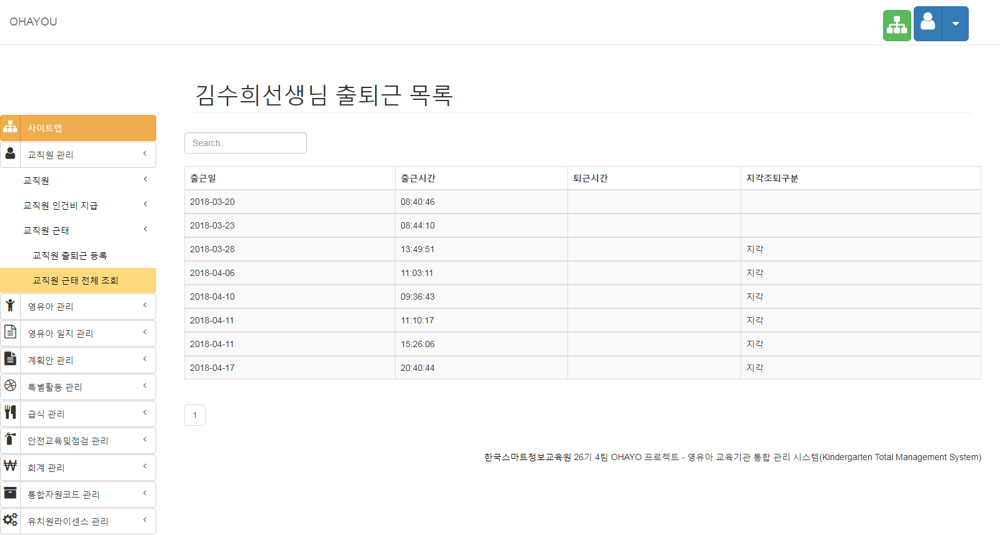 OHAYOU
김수희선생님 출퇴근 목록
사이트맵
교직원 관리
교직원
교직원 인건비 지급
교직원 근태
교직원 출퇴근 등록
교직원 근태 전체 조회
영유아 관리
영유아 일지 관리
계획안 관리
특별활동 관리
급식 관리
안전교육및점검 관리
회계 관리
통합자원코드 관리
유치원라이센스 관리
Search..
출근일 출근시간 퇴근시간 지각조퇴구분
2018-03-20 08:40:46
2018-03-23 08:44:10
2018-03-28 13:49:51 지각
2018-04-06 11:03:11 지각
2018-04-10 09:36:43 지각
2018-04-11 11:10:17 지각
2018-04-11 15:26:06 지각
2018-04-17 20:40:44 지각
1
한국스마트정보교육원 26기 4팀 OHAYO 프로젝트 - 영유아 교육기관 통합 관리 시스템(Kindergarten Total Management System)